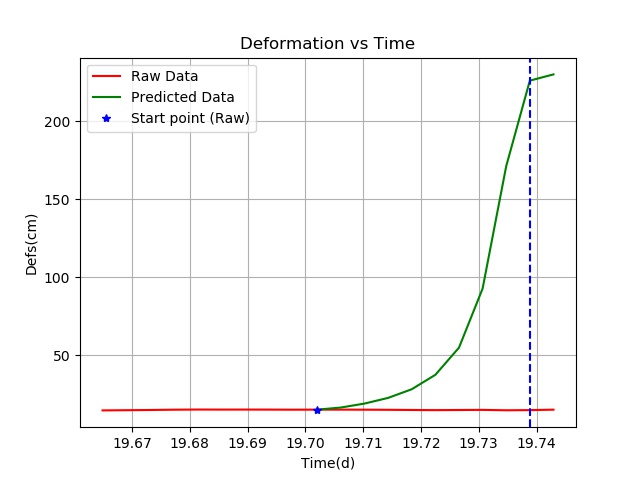 Deformation vs Time
Raw Data
Predicted Data
Start point (Raw)
200
150
100
50
Defs(cm)
19.67 19.68 19.69 19.70 19.71 19.72 19.73 19.74
Time(d)